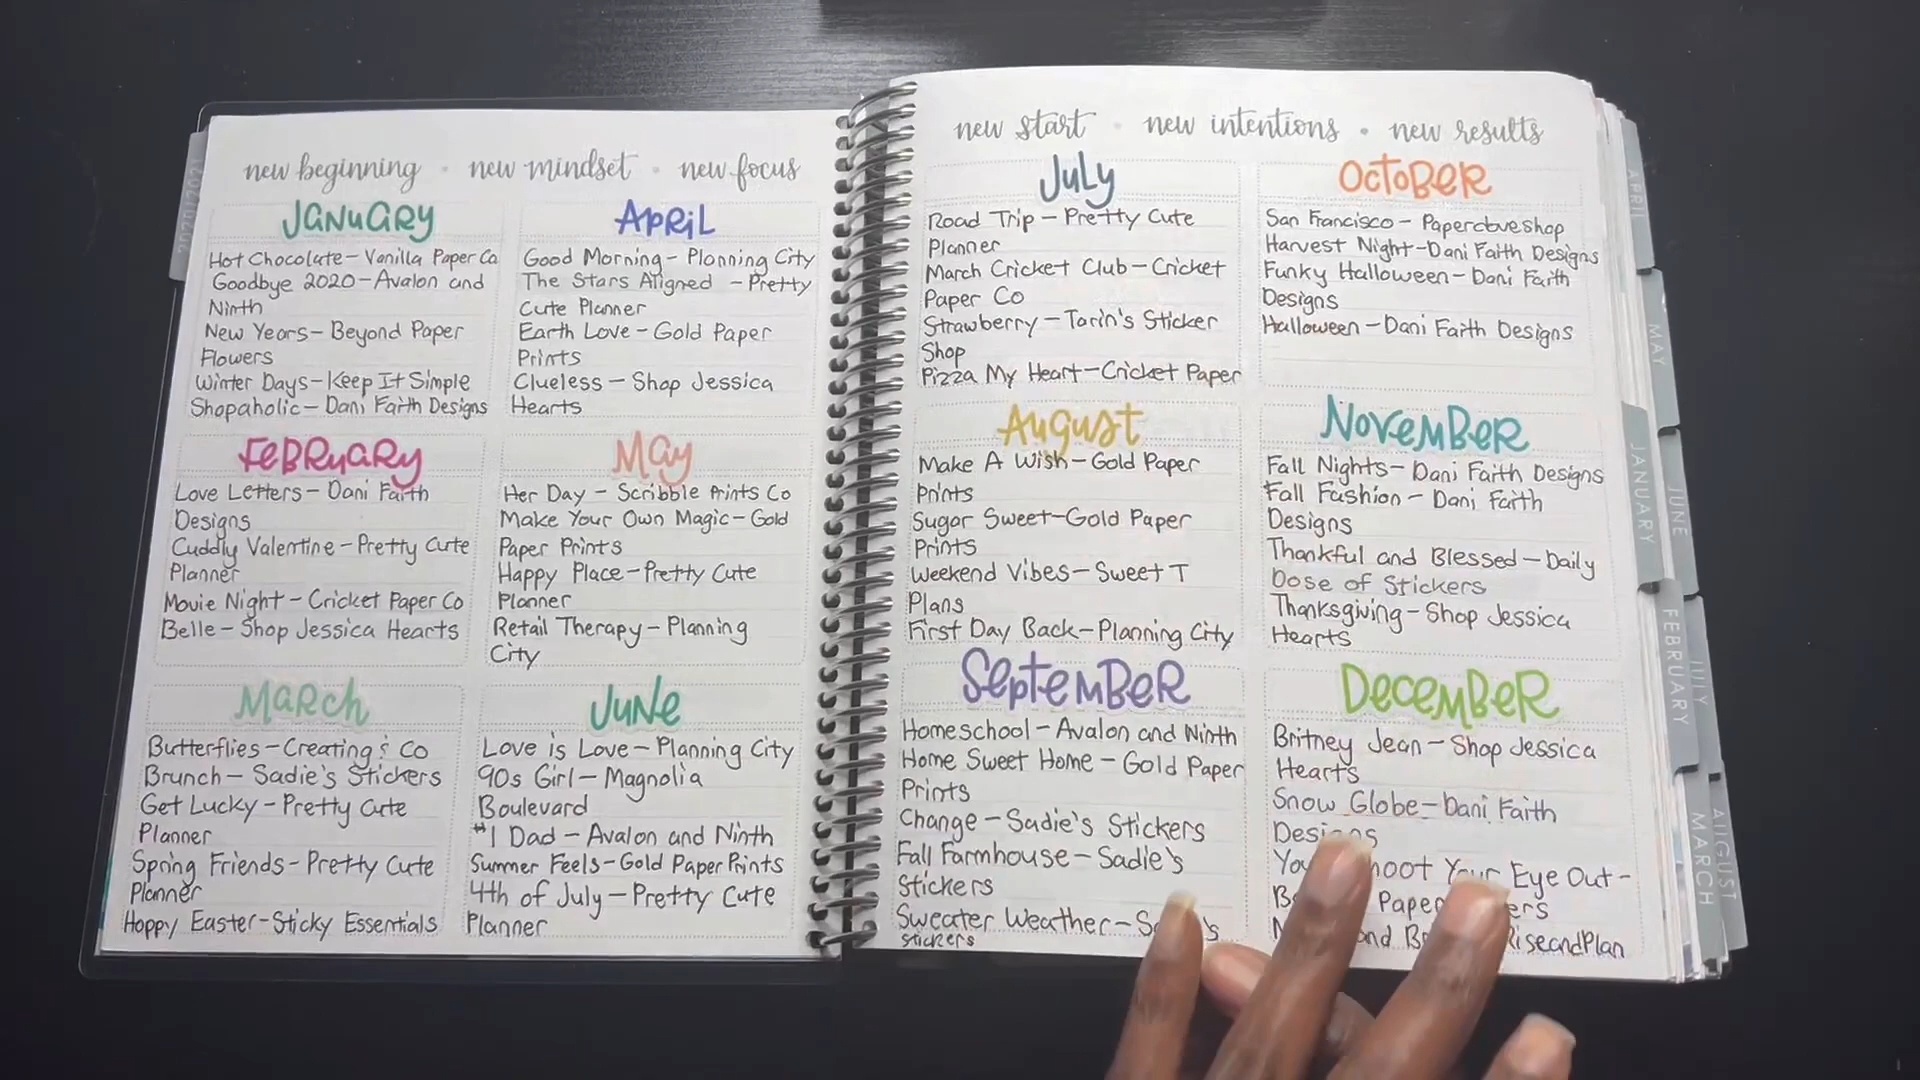 new beginning • new mindset • new focus
January
Hot Chocolate-Vanilla Paper Co
Goodbye 2020-Avalon and
Ninth
New Years-Beyond Paper
Flowers
Winter Days-Keep It Simple
Shopaholic-Dani Faith Designs
February
Love Letters-Dani Faith
Designs
Cuddly Valentine-Pretty Cute
Planner
Movie Night-Cricket Paper Co
Belle-Shop Jessica Hearts
March
Butterflies-Creating & Co
Brunch-Sadie's Stickers
Get Lucky-Pretty Cute
Planner
Spring Friends-Pretty Cute
Planner
Hoppy Easter-Sticky Essentials
April
Good Morning-Planning City
The Stars Aligned -Pretty
Cute Planner
Earth Love-Gold Paper
Prints
Clueless-Shop Jessica
Hearts
May
Her Day-Scribble Prints Co
Make Your Own Magic-Gold
Paper Prints
Happy Place-Pretty Cute
Planner
Retail Therapy-Planning
City
June
Love is Love-Planning City
90s Girl-Magnolia
Boulevard
#1 Dad-Avalon and Ninth
Summer Feels-Gold Paper Prints
4th of July-Pretty Cute
Planner
new start • new intentions • new results
July
Road Trip-Pretty Cute
Planner
March Cricket Club-Cricket
Paper Co
Strawberry-Tarin's Sticker
Shop
Pizza My Heart-Cricket Paper
August
Make A Wish-Gold Paper
Prints
Sugar Sweet-Gold Paper
Prints
Weekend Vibes-Sweet T
Plans
First Day Back-Planning City
September
Homeschool-Avalon and Ninth
Home Sweet Home-Gold Paper
Prints
Change-Sadie's Stickers
Fall Farmhouse-Sadie's
Stickers
Sweater Weather-
Stickers
October
San Francisco-Papercloveshop
Harvest Night-Dani Faith Designs
Funky Halloween-Dani Faith
Designs
Halloween-Dani Faith Designs
November
Fall Nights-Dani Faith Designs
Fall Fashion-Dani Faith
Designs
Thankful and Blessed-Daily
Dose of Stickers
Thanksgiving-Shop Jessica
Hearts
December
Britney Jean-Shop Jessica
Hearts
Snow Globe-Dani Faith
Designs
Your Eye Out-
Paper
RiseandPlan
2020/2021
APRIL
MAY
JANUARY
JUNE
FEBRUARY
JULY
MARCH
AUGUST